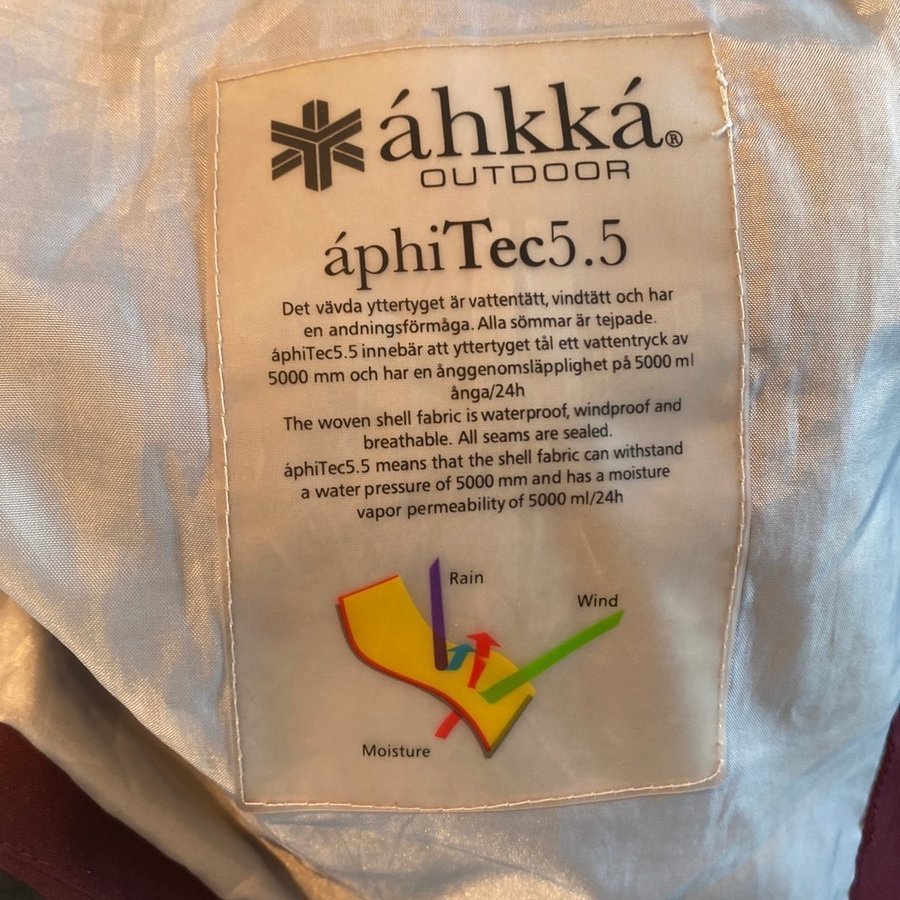 áhkká®
OUTDOOR
áphiTec5.5
Det vävda yttertyget är vattentätt, vindtätt och har
en andningsförmåga. Alla sömmar är tejpade.
áphiTec5.5 innebär att yttertyget tål ett vattentryck av
5000 mm och har en ånggenomsläpplighet på 5000 ml
ånga/24h
The woven shell fabric is waterproof, windproof and
breathable. All seams are sealed.
áphiTec5.5 means that the shell fabric can withstand
a water pressure of 5000 mm and has a moisture
vapor permeability of 5000 ml/24h
Rain
Wind
Moisture